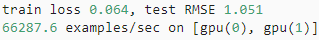 train loss 0.064, test RMSE 1.051
66287.6 examples/sec on [gpu(0), gpu(1)]